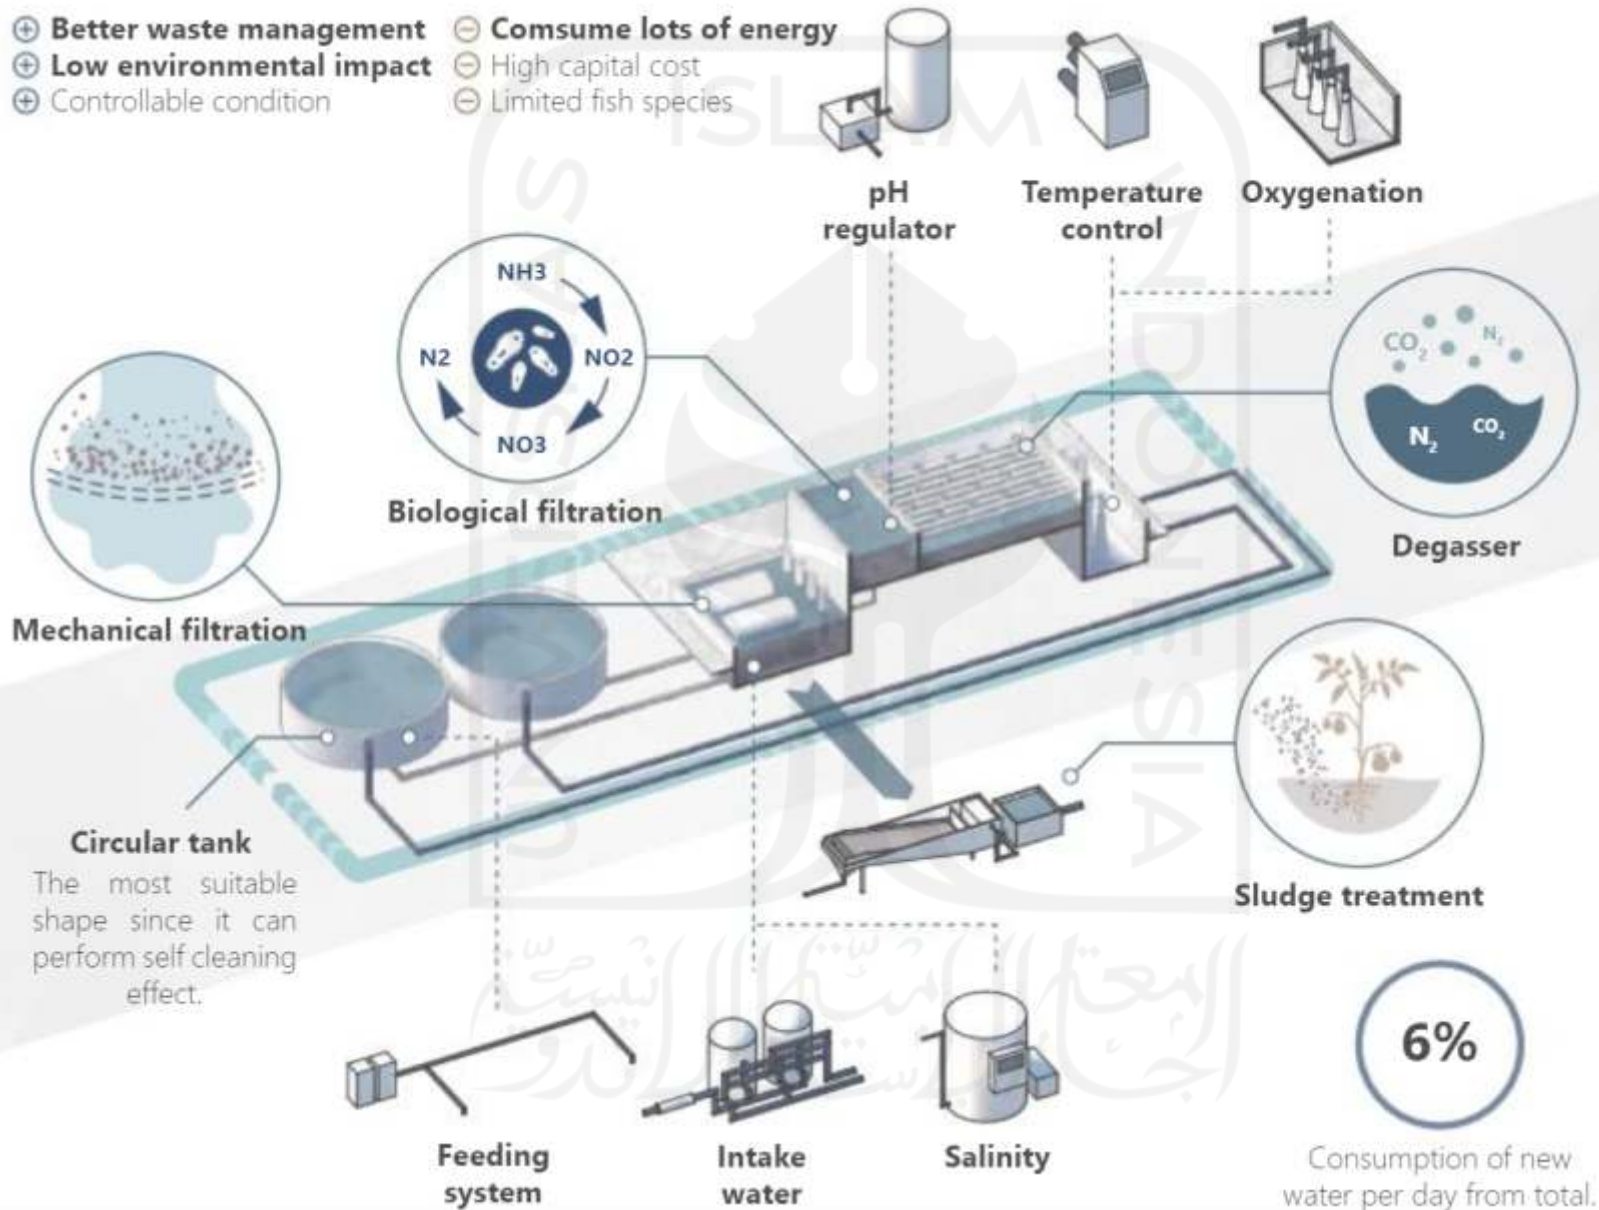 Better waste management
Low environmental impact
Controllable condition
Comsume lots of energy
High capital cost
Limited fish species
pH
regulator
Temperature
control
Oxygenation
NH3
N2
NO2
NO3
Biological filtration
CO2
N2
N2
CO2
Degasser
Mechanical filtration
Circular tank
The most suitable
shape since it can
perform self cleaning
effect.
Sludge treatment
6%
Consumption of new
water per day from total.
Feeding
system
Intake
water
Salinity
ISLAM
INDONESIA